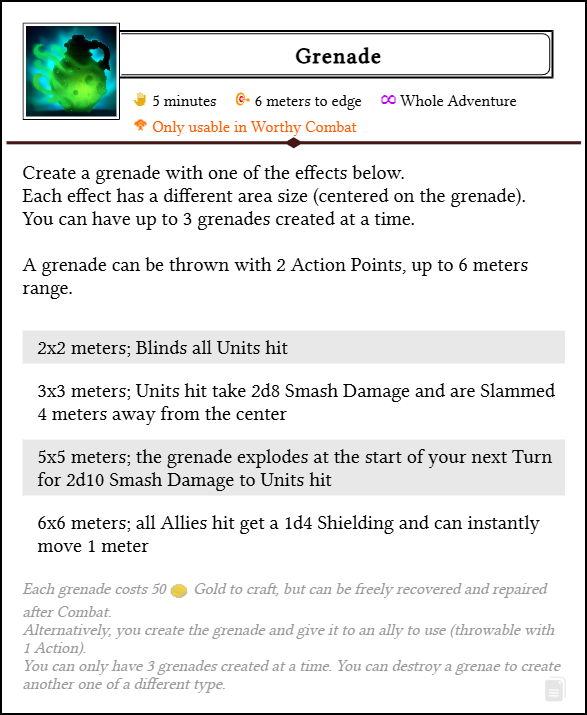 Grenade
5 minutes 6 meters to edge Whole Adventure
Only usable in Worthy Combat
Create a grenade with one of the effects below.
Each effect has a different area size (centered on the grenade).
You can have up to 3 grenades created at a time.
A grenade can be thrown with 2 Action Points, up to 6 meters
range.
2x2 meters; Blinds all Units hit
3x3 meters; Units hit take 2d8 Smash Damage and are Slammed
4 meters away from the center
5x5 meters; the grenade explodes at the start of your next Turn
for 2d10 Smash Damage to Units hit
6x6 meters; all Allies hit get a 1d4 Shielding and can instantly
move 1 meter
Each grenade costs 50 Gold to craft, but can be freely recovered and repaired
after Combat.
Alternatively, you create the grenade and give it to an ally to use (throwable with
1 Action).
You can only have 3 grenades created at a time. You can destroy a grenae to create
another one of a different type.